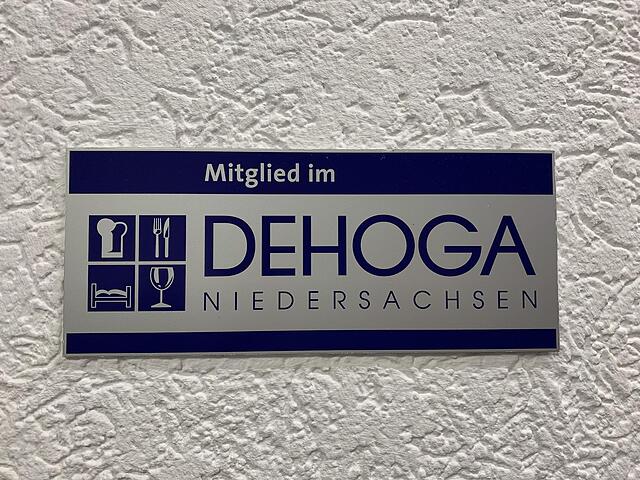 Mitglied im
DEHOGA
NIEDERSACHSEN